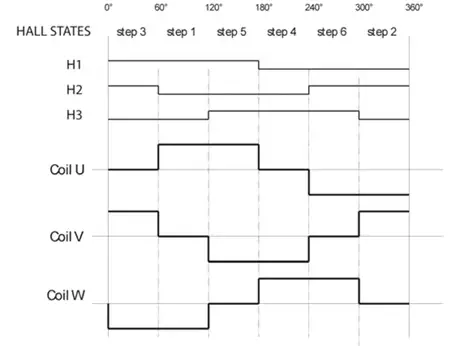 0° 60° 120° 180° 240° 300° 360°
HALL STATES step 3 step 1 step 5 step 4 step 6 step 2
H1
H2
H3
Coil U
Coil V
Coil W